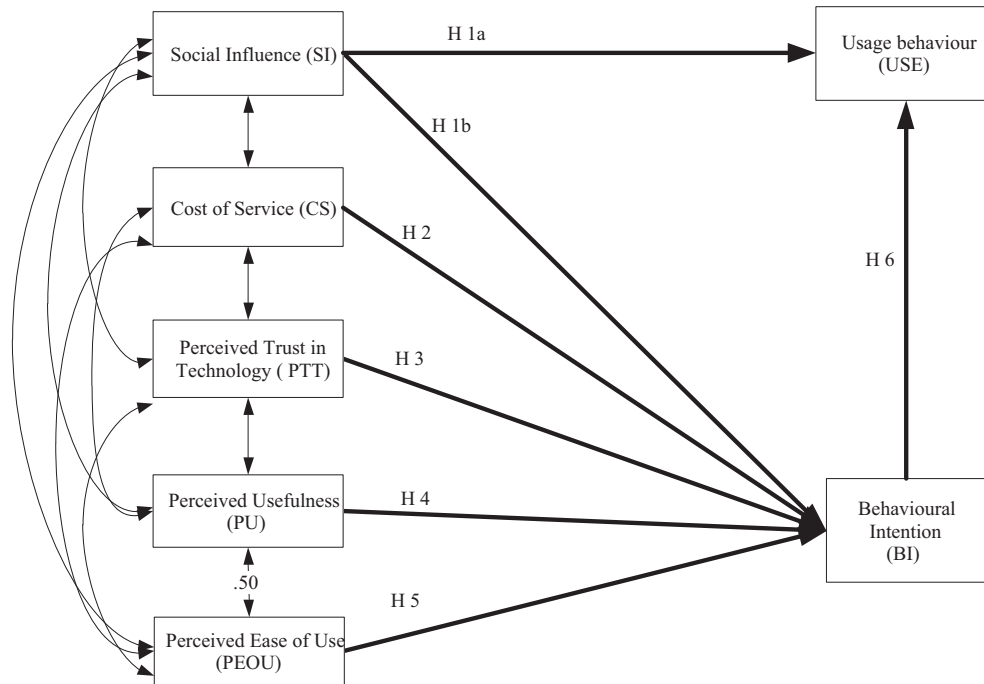 Social Influence (SI)
H 1a
Usage behaviour
(USE)
H 1b
Cost of Service (CS)
H 2
H 6
Perceived Trust in
Technology ( PTT)
H 3
Perceived Usefulness
(PU)
H 4
Behavioural
Intention
(BI)
.50
H 5
Perceived Ease of Use
(PEOU)